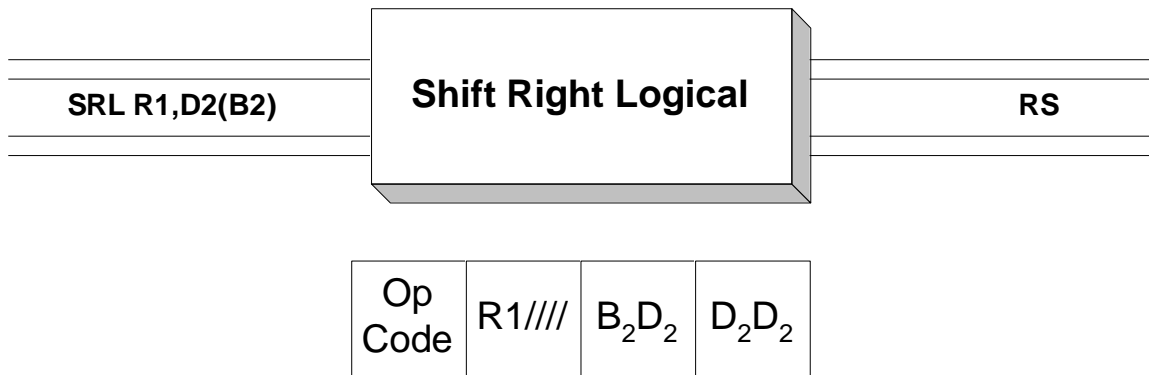 SRL R1,D2(B2)
Shift Right Logical
RS
Op
Code
R1////
B₂D₂
D₂D₂